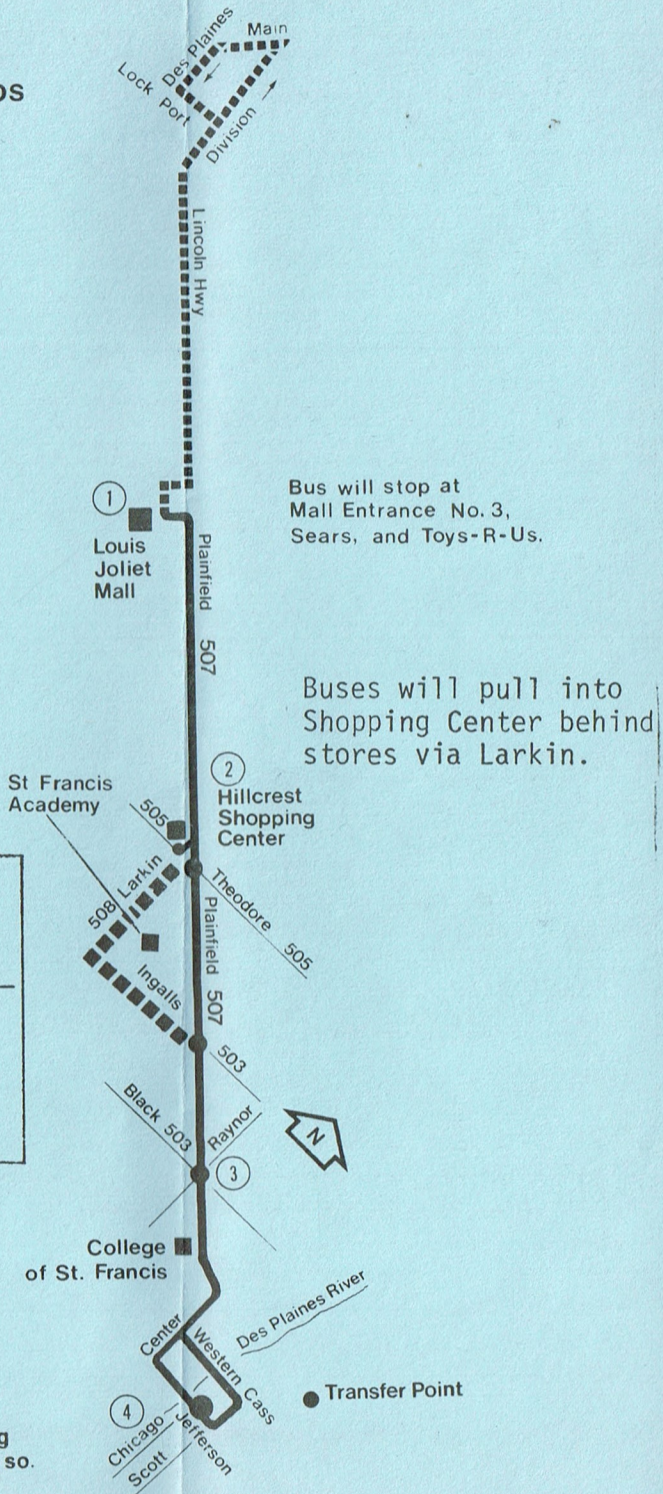 os
Main
Des Plaines
Lock Port
Division
Lincoln Hwy
1
Louis
Joliet
Mall
Bus will stop at
Mall Entrance No. 3,
Sears, and Toys-R-Us.
Plainfield 507
Buses will pull into
Shopping Center behind
stores via Larkin.
2
Hillcrest
Shopping
Center
St Francis
Academy
505
508 Larkin
Theodore 505
Plainfield 507
Ingalls
503
Black 503
Raynor
N
3
College
of St. Francis
Center
Western
Cass
Des Plaines River
4
Chicago
Jefferson
Scott
Transfer Point
g
so.